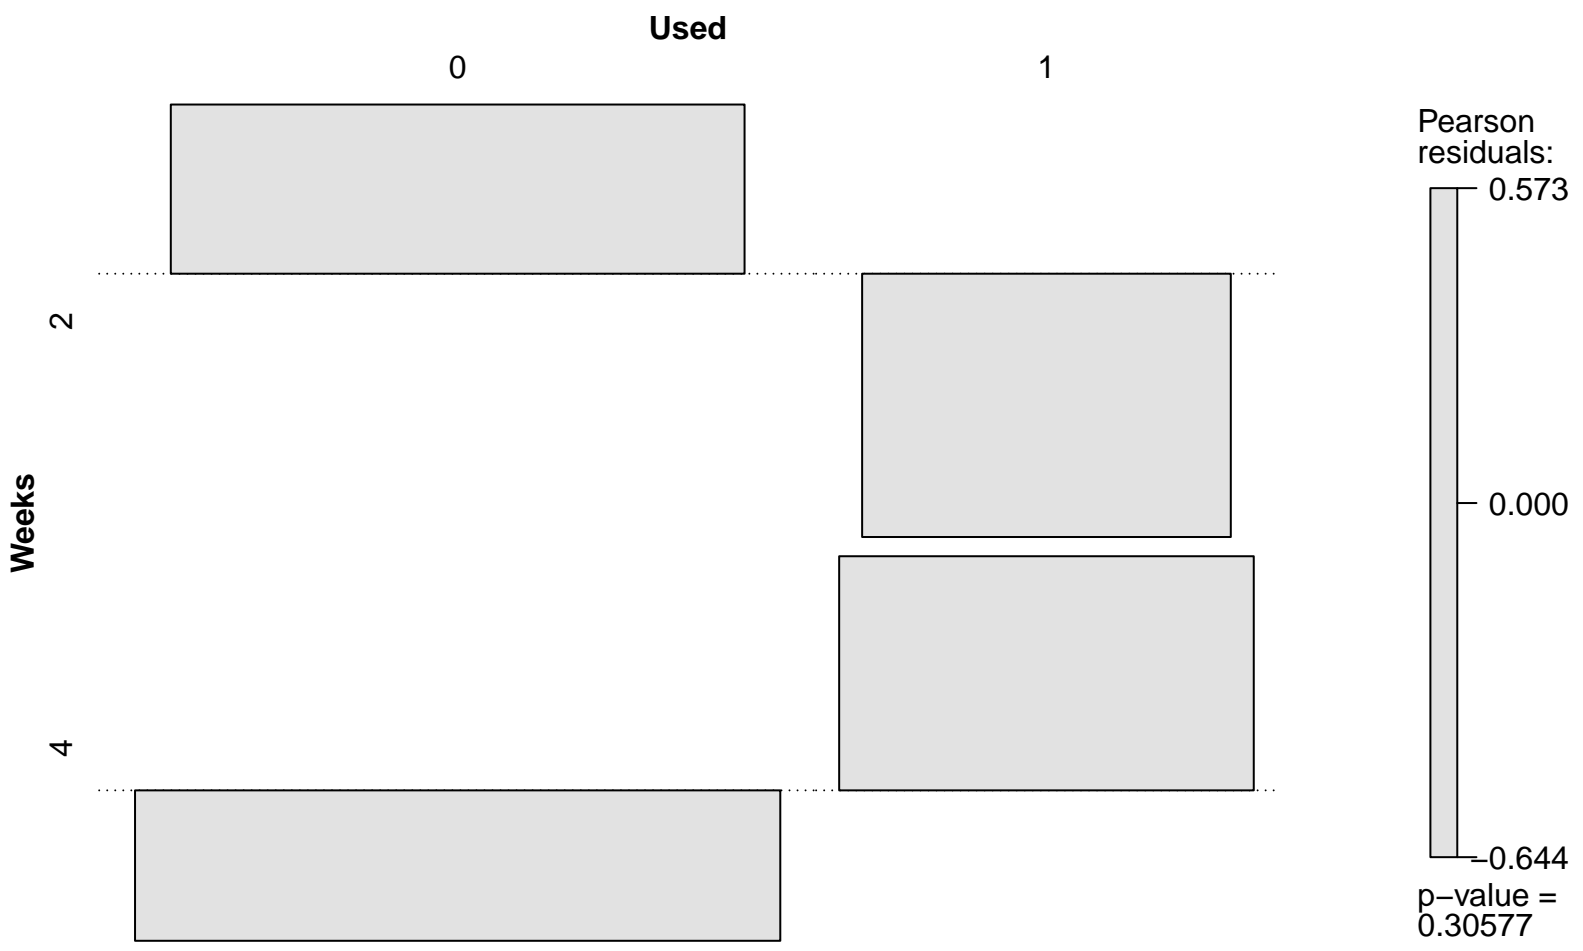 Used
0
1
Weeks
2
4
Pearson
residuals:
0.573
0.000
−0.644
p−value =
0.30577